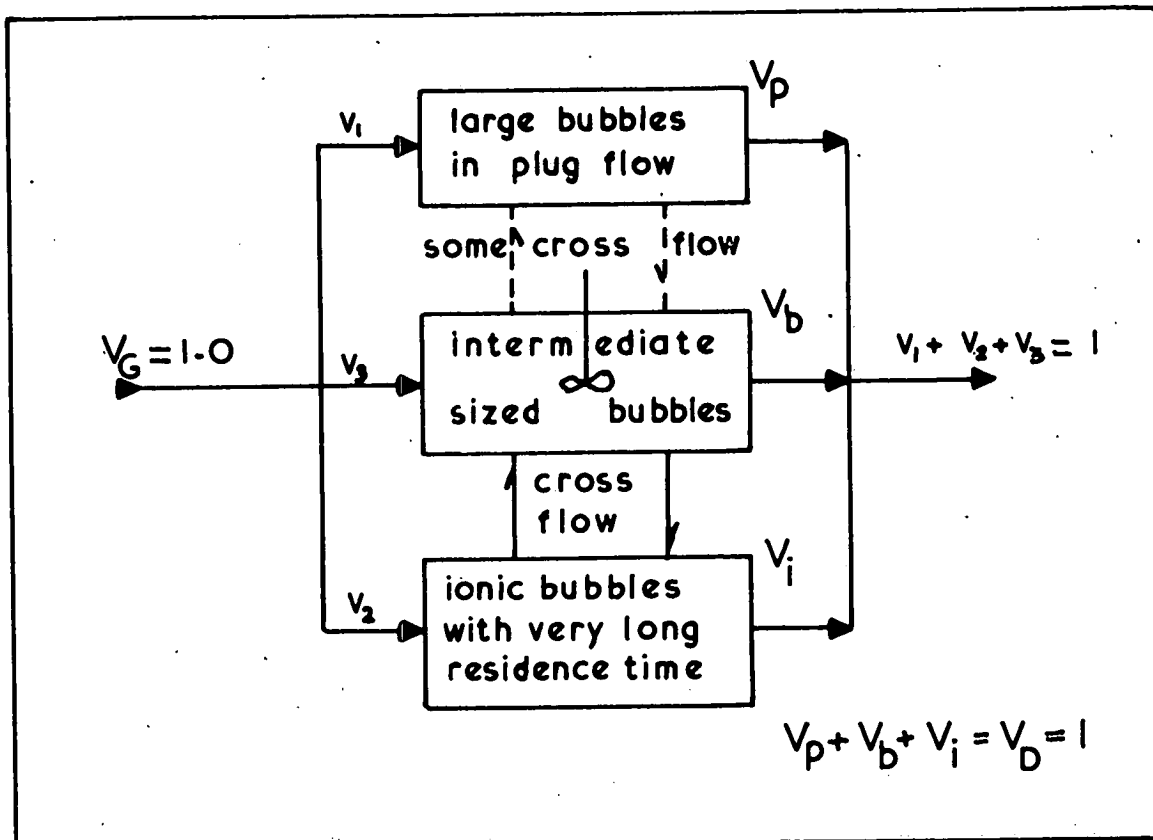 V_p
V_1
large bubbles
in plug flow
some cross flow
V_b
V_G = 1·0
V_3
intermediate
sized bubbles
V_1 + V_2 + V_3 = 1
cross
flow
V_i
V_2
ionic bubbles
with very long
residence time
V_p + V_b + V_i = V_D = 1